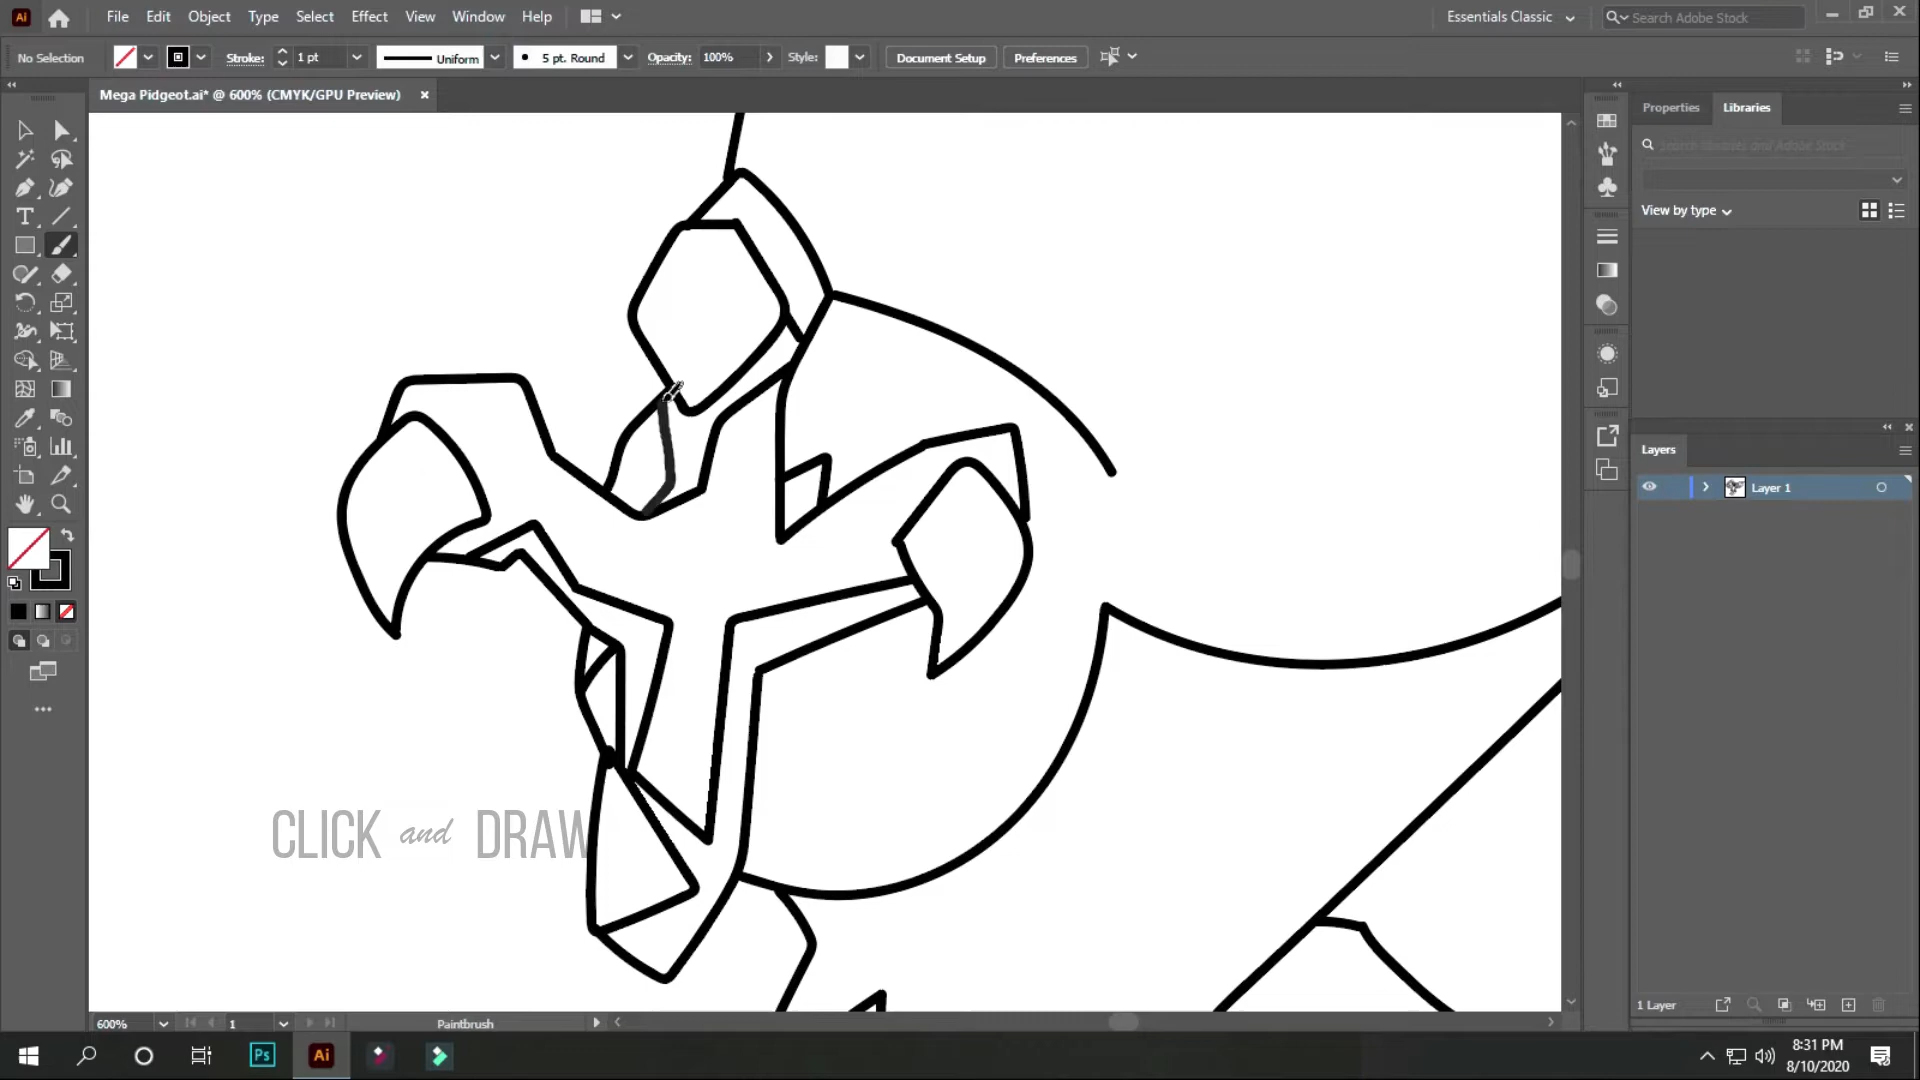 Ai
File Edit Object Type Select Effect View Window Help
Essentials Classic
Search Adobe Stock
No Selection
Stroke: 1 pt
Uniform
5 pt. Round
Opacity: 100%
Style:
Document Setup
Preferences
Mega Pidgeot.ai* @ 600% (CMYK/GPU Preview)
Properties
Libraries
Search Libraries and Adobe Stock
View by type
T
Layers
Layer 1
CLICK and DRAW
1 Layer
600%
1
Paintbrush
Ps
Ai
8:31 PM
8/10/2020